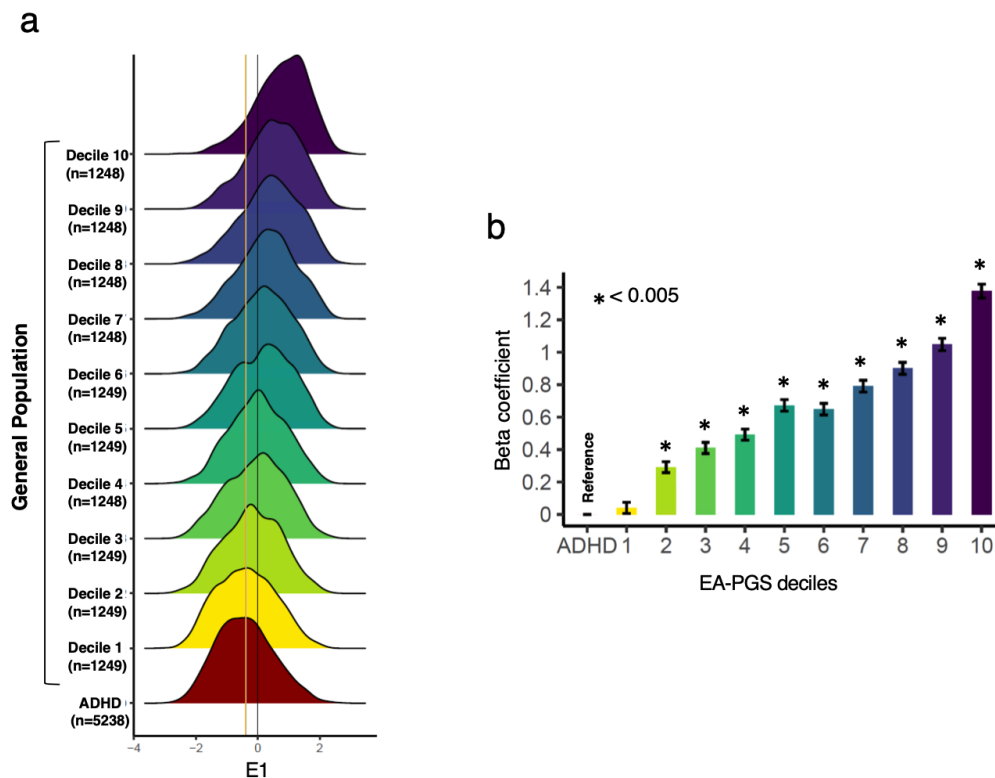 a
General Population
Decile 10
(n=1248)
Decile 9
(n=1248)
Decile 8
(n=1248)
Decile 7
(n=1248)
Decile 6
(n=1249)
Decile 5
(n=1249)
Decile 4
(n=1248)
Decile 3
(n=1249)
Decile 2
(n=1249)
Decile 1
(n=1249)
ADHD
(n=5238)
−4 −2 0 2
E1
b
Beta coefficient
1.4
1.2
1
0.8
0.6
0.4
0.2
0
* < 0.005
* * * * * * * * *
Reference
ADHD 1 2 3 4 5 6 7 8 9 10
EA-PGS deciles